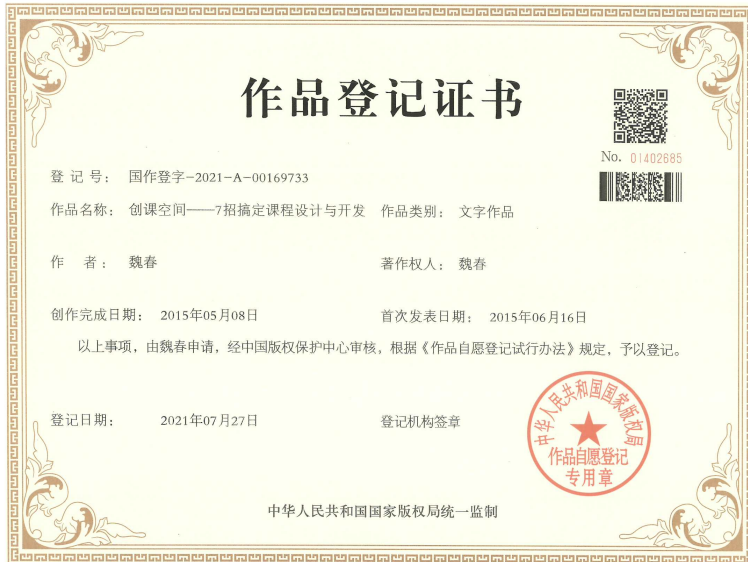 作品登记证书
No. 01402685
登 记 号： 国作登字-2021-A-00169733
作品名称： 创课空间——7招搞定课程设计与开发 作品类别： 文字作品
作 者： 魏春 著作权人： 魏春
创作完成日期： 2015年05月08日 首次发表日期： 2015年06月16日
以上事项，由魏春申请，经中国版权保护中心审核，根据《作品自愿登记试行办法》规定，予以登记。
登记日期： 2021年07月27日 登记机构签章
中华人民共和国国家版权局
作品自愿登记
专用章
中华人民共和国国家版权局统一监制